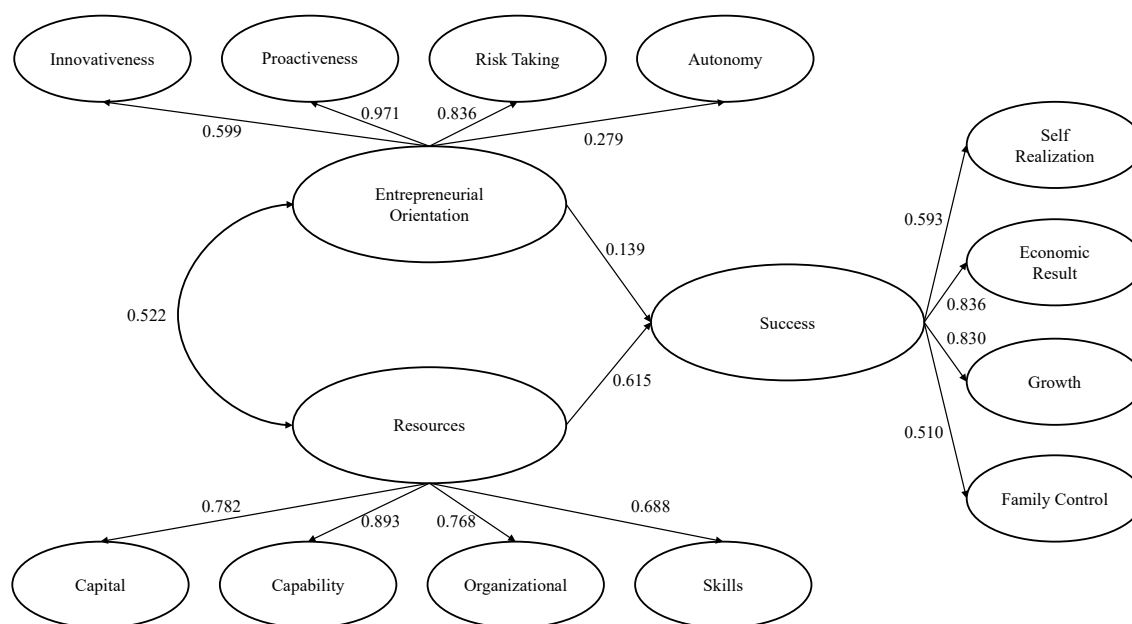 Innovativeness
Proactiveness
Risk Taking
Autonomy
0.599
0.971
0.836
0.279
Entrepreneurial
Orientation
Self
Realization
0.593
0.139
Economic
Result
0.836
0.522
Success
0.830
0.615
Growth
Resources
0.510
Family Control
0.782
0.893
0.768
0.688
Capital
Capability
Organizational
Skills